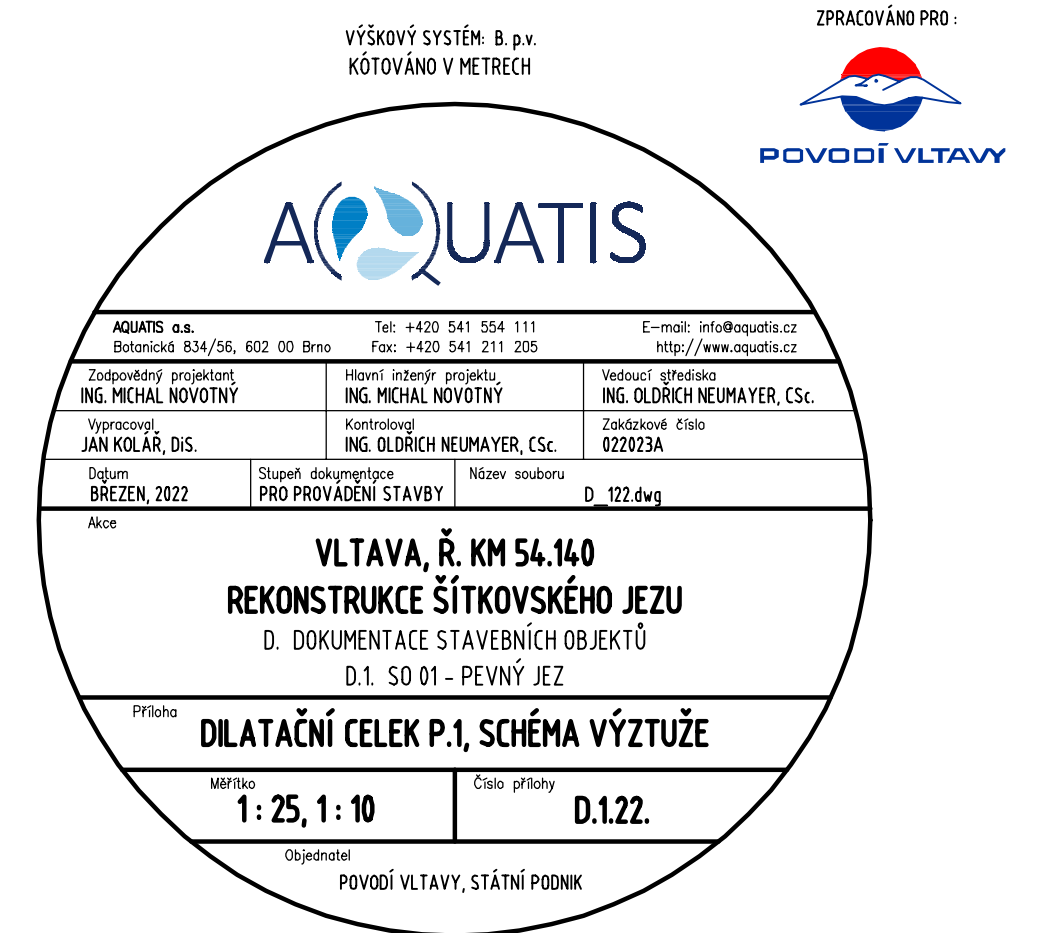 ZPRACOVÁNO PRO :
VÝŠKOVÝ SYSTÉM: B. p.v.
KÓTOVÁNO V METRECH
POVODÍ VLTAVY
AQUATIS
AQUATIS a.s. Tel: +420 541 554 111 E-mail: info@aquatis.cz
Botanická 834/56, 602 00 Brno Fax: +420 541 211 205 http://www.aquatis.cz
Zodpovědný projektant Hlavní inženýr projektu Vedoucí střediska
ING. MICHAL NOVOTNÝ ING. MICHAL NOVOTNÝ ING. OLDŘICH NEUMAYER, CSc.
Vypracoval Kontroloval Zakázkové číslo
JAN KOLÁŘ, DiS. ING. OLDŘICH NEUMAYER, CSc. 022023A
Datum Stupeň dokumentace Název souboru
BŘEZEN, 2022 PRO PROVÁDĚNÍ STAVBY D_122.dwg
Akce
VLTAVA, Ř. KM 54.140
REKONSTRUKCE ŠÍTKOVSKÉHO JEZU
D. DOKUMENTACE STAVEBNÍCH OBJEKTŮ
D.1. SO 01 - PEVNÝ JEZ
Příloha
DILATAČNÍ CELEK P.1, SCHÉMA VÝZTUŽE
Měřítko Číslo přílohy
1 : 25, 1 : 10 D.1.22.
Objednatel
POVODÍ VLTAVY, STÁTNÍ PODNIK